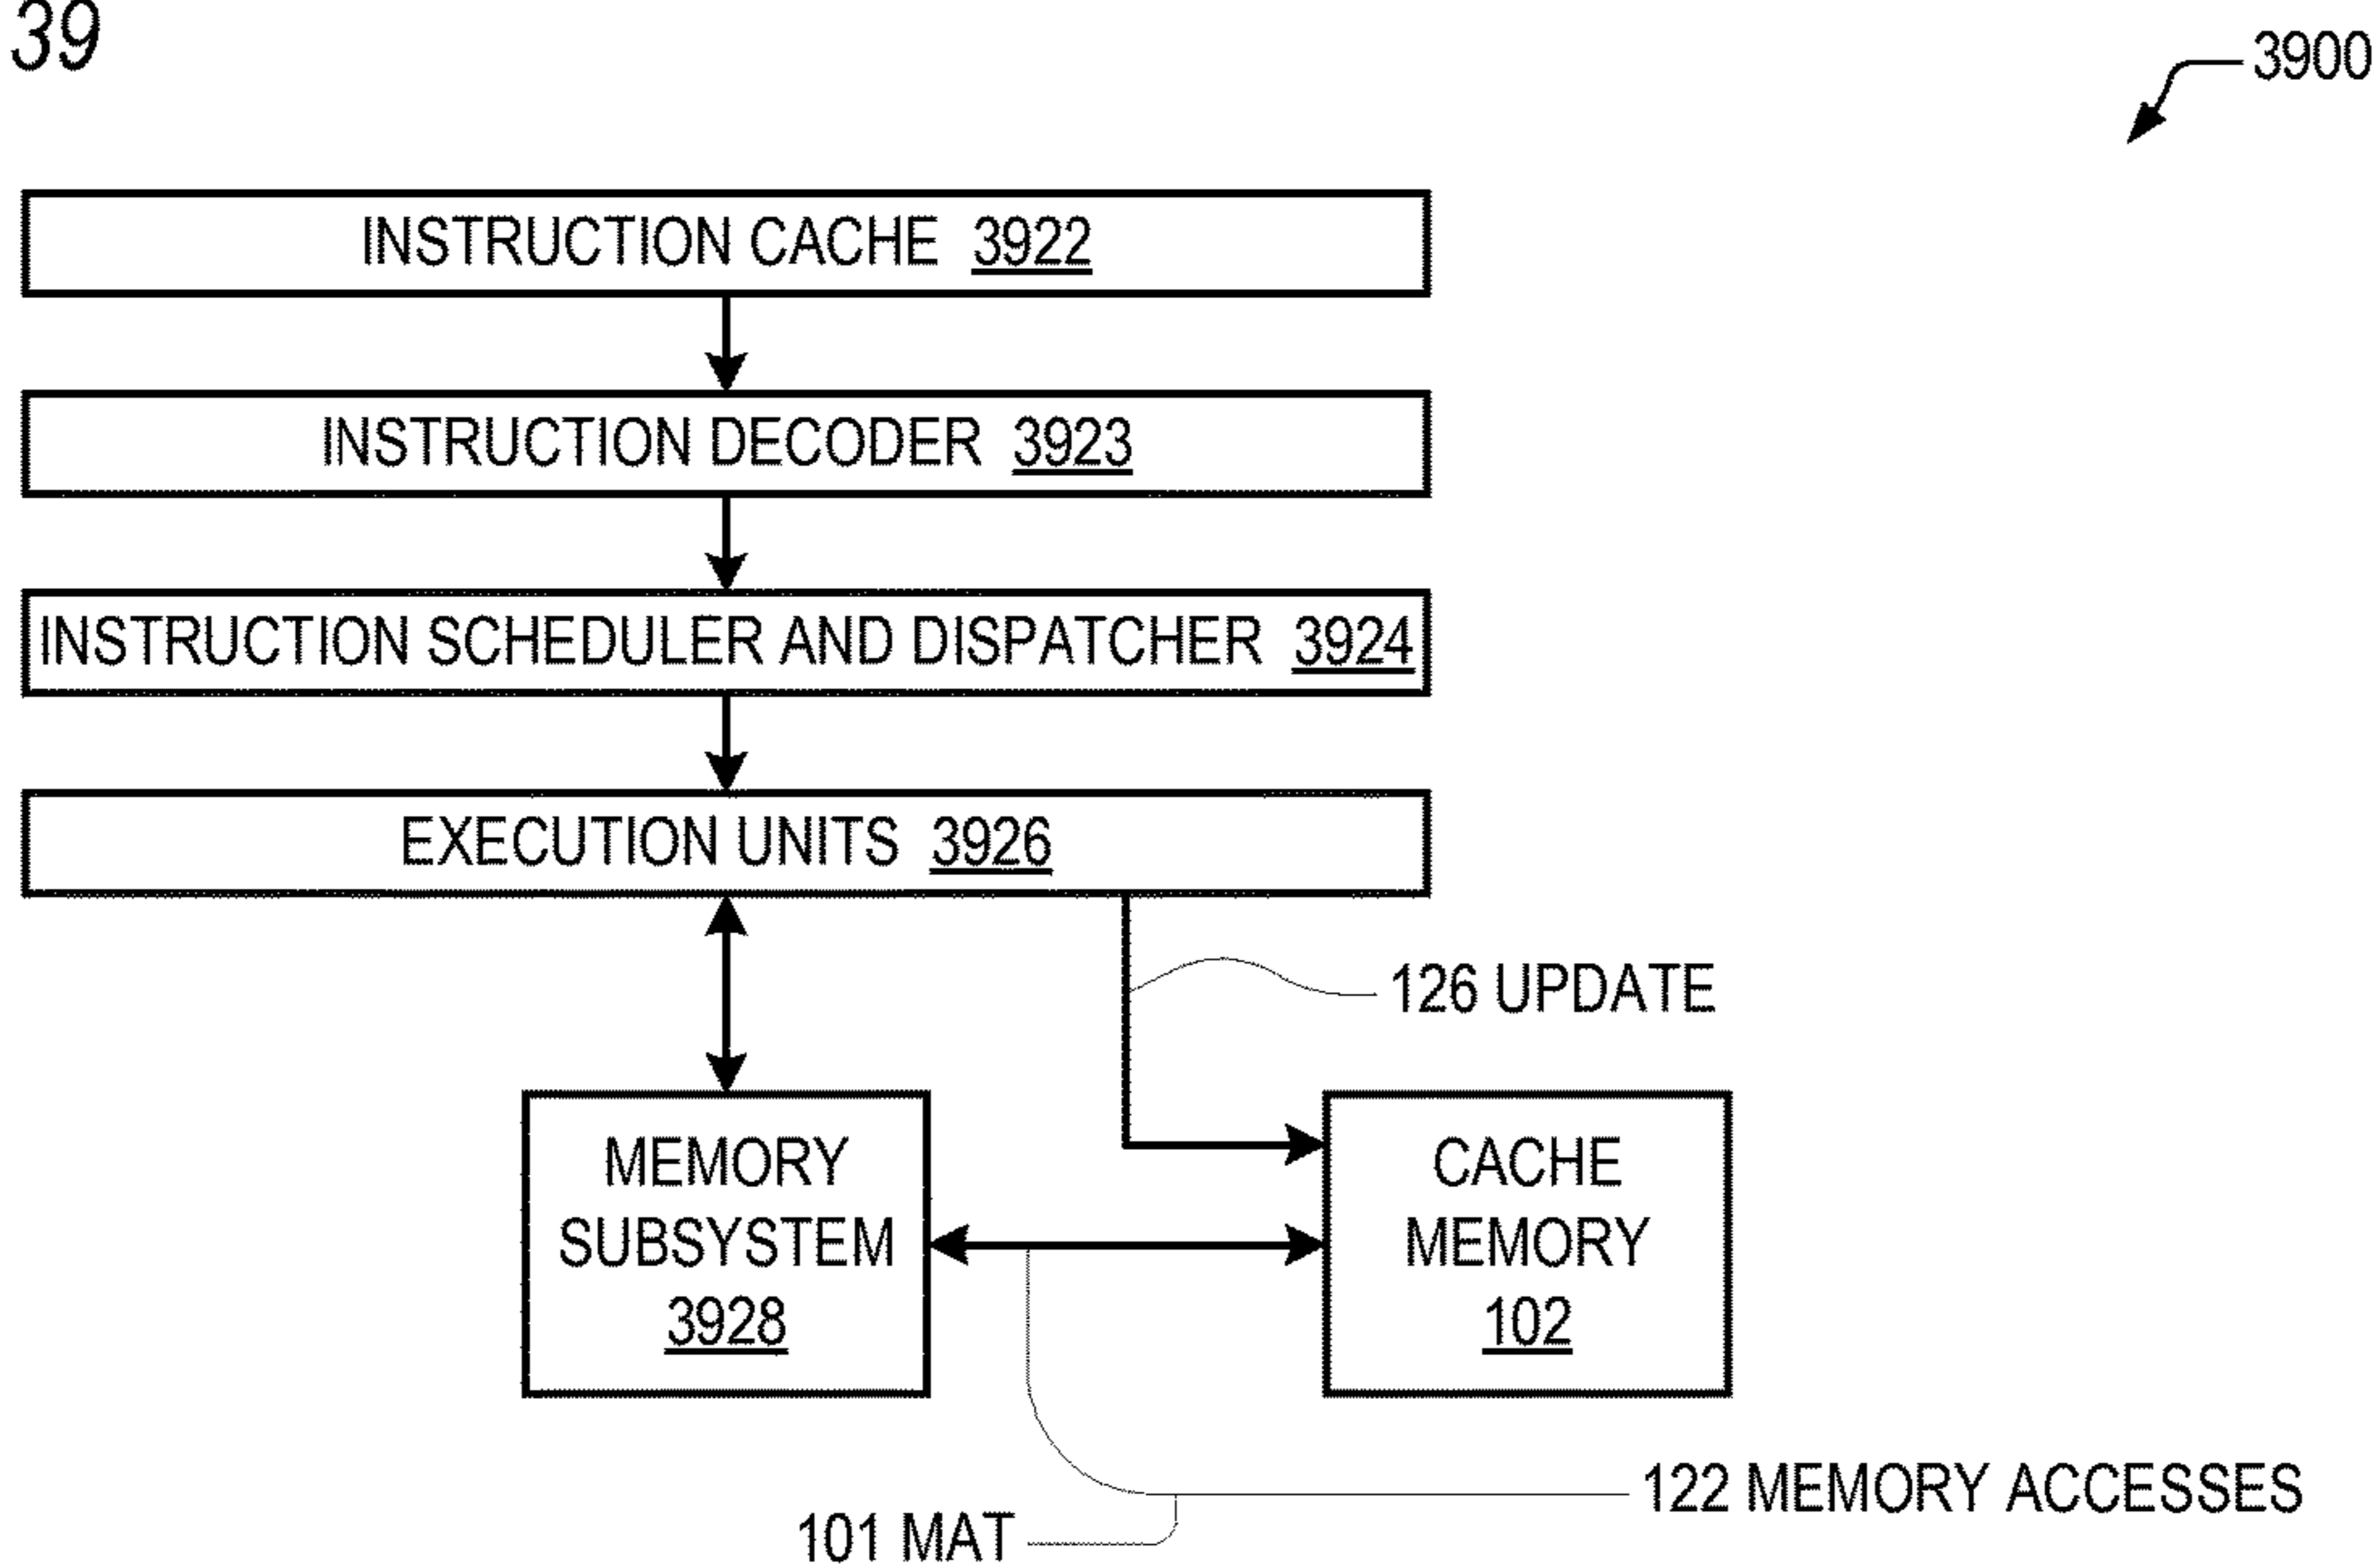 39
3900
INSTRUCTION CACHE 3922
INSTRUCTION DECODER 3923
INSTRUCTION SCHEDULER AND DISPATCHER 3924
EXECUTION UNITS 3926
126 UPDATE
MEMORY
SUBSYSTEM
3928
CACHE
MEMORY
102
122 MEMORY ACCESSES
101 MAT